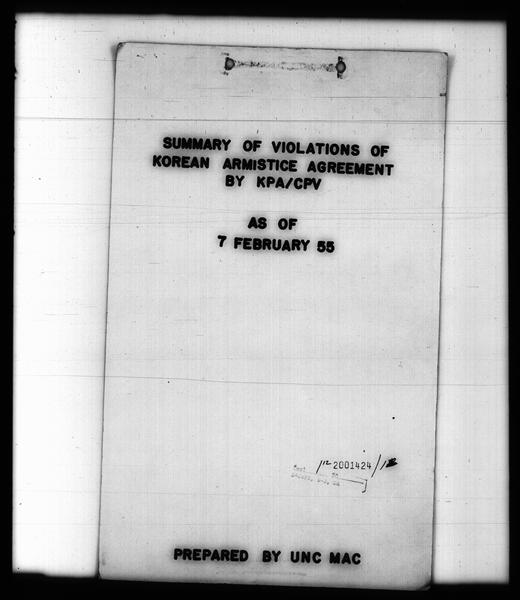 SUMMARY OF VIOLATIONS OF
KOREAN ARMISTICE AGREEMENT
BY KPA/CPV
AS OF
7 FEBRUARY 55
2001424
PREPARED BY UNC MAC